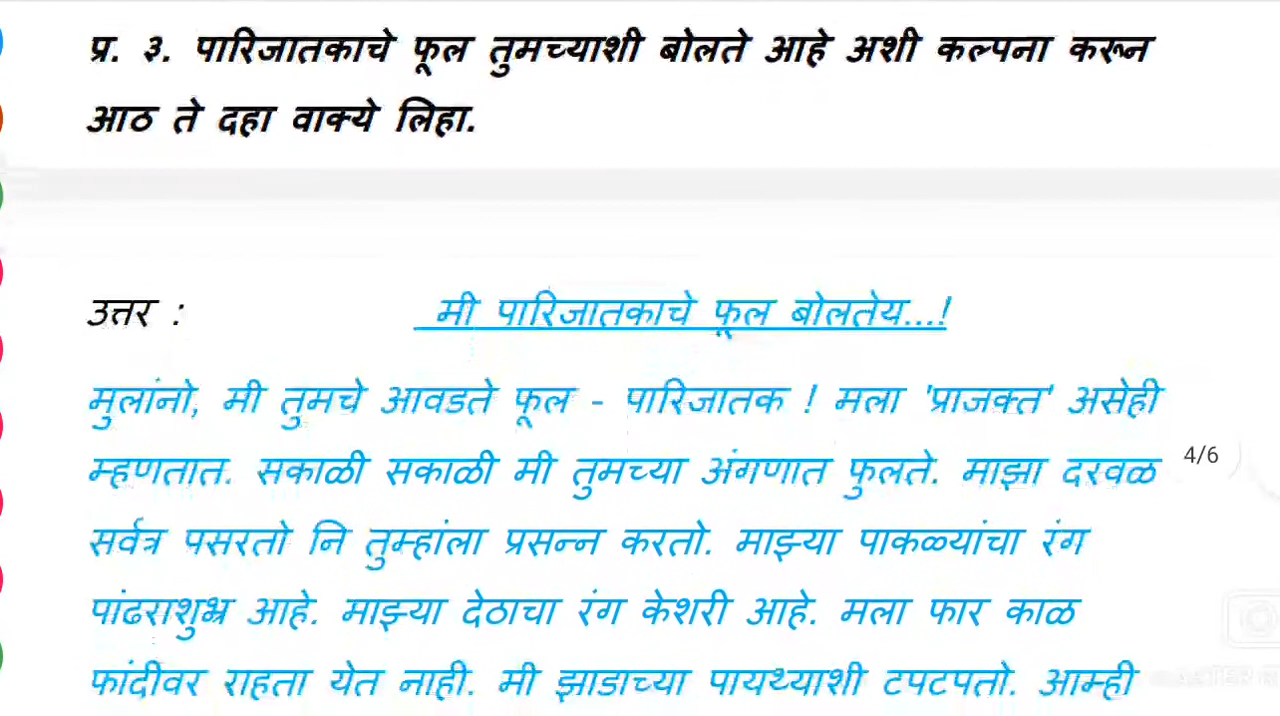 प्र. ३. पारिजातकाचे फूल तुमच्याशी बोलते आहे अशी कल्पना करून
आठ ते दहा वाक्ये लिहा.
उत्तर : मी पारिजातकाचे फूल बोलतेय...!
मुलांनो, मी तुमचे आवडते फूल - पारिजातक ! मला 'प्राजक्त' असेही
म्हणतात. सकाळी सकाळी मी तुमच्या अंगणात फुलते. माझा दरवळ
4/6
सर्वत्र पसरतो नि तुम्हांला प्रसन्न करतो. माझ्या पाकळ्यांचा रंग
पांढराशुभ्र आहे. माझ्या देठाचा रंग केशरी आहे. मला फार काळ
फांदीवर राहता येत नाही. मी झाडाच्या पायथ्याशी टपटपतो. आम्ही